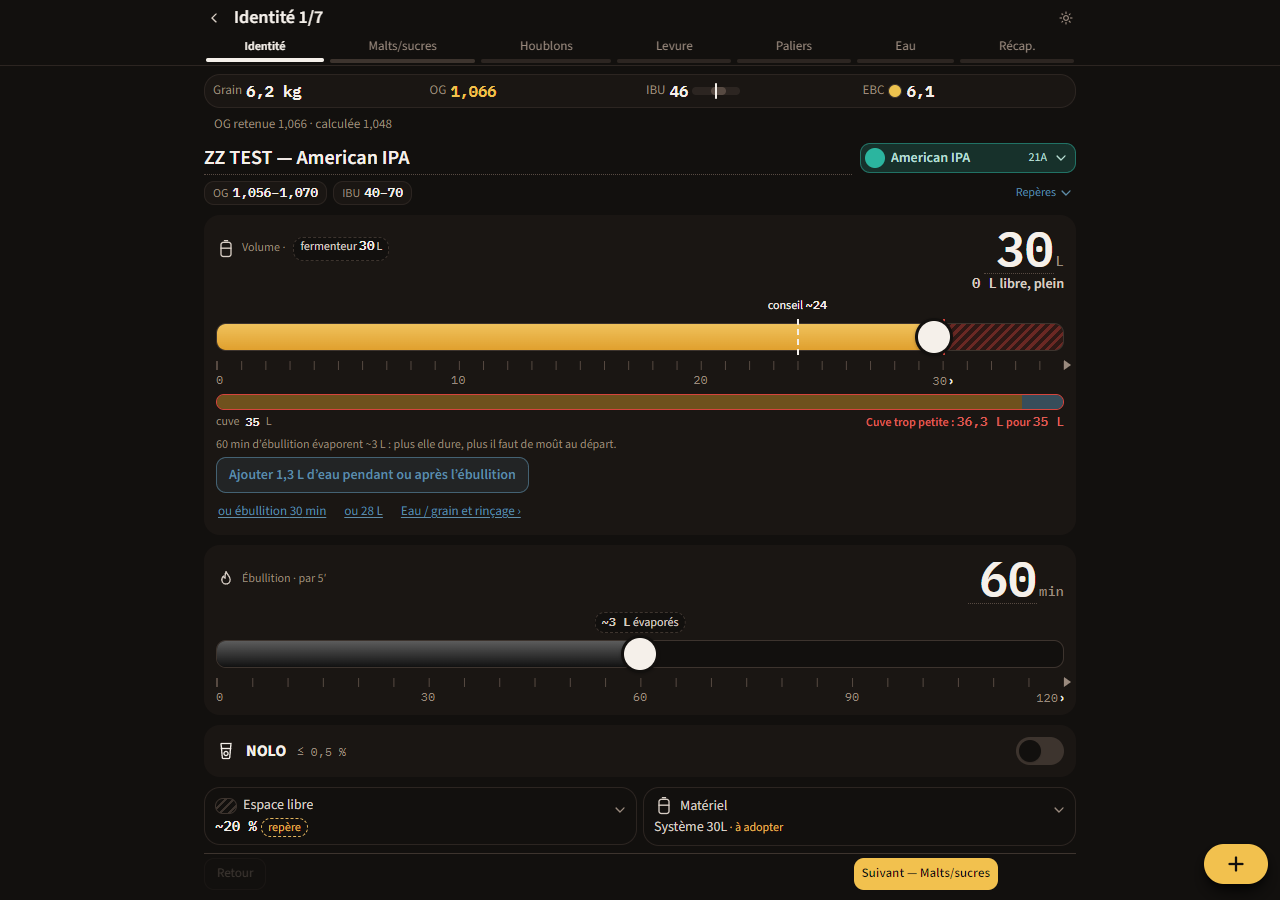 Identité 1/7
Identité Malts/sucres Houblons Levure Paliers Eau Récap.
Grain 6,2 kg OG 1,066 IBU 46 EBC 6,1
OG retenue 1,066 · calculée 1,048
ZZ TEST — American IPA
American IPA 21A
OG 1,056–1,070 IBU 40–70 Repères
Volume · fermenteur 30 L
30 L
0 L libre, plein
conseil ~24
0 10 20 30 ›
cuve 35 L Cuve trop petite : 36,3 L pour 35 L
60 min d’ébullition évaporent ~3 L : plus elle dure, plus il faut de moût au départ.
Ajouter 1,3 L d’eau pendant ou après l’ébullition
ou ébullition 30 min ou 28 L Eau / grain et rinçage ›
Ébullition · par 5′ 60 min
~3 L évaporés
0 30 60 90 120 ›
NOLO ≤ 0,5 %
Espace libre
~20 % repère
Matériel
Système 30L · à adopter
Retour Suivant — Malts/sucres
+